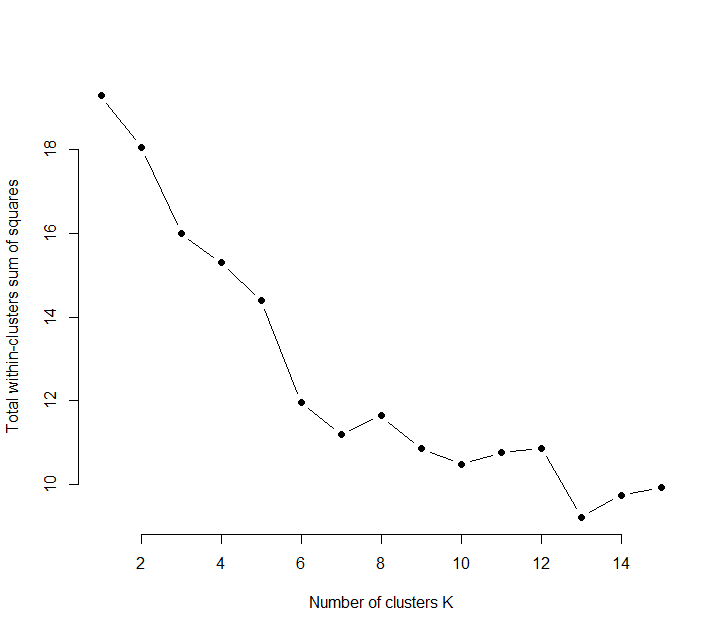 Total within-clusters sum of squares
18
16
14
12
10
2 4 6 8 10 12 14
Number of clusters K